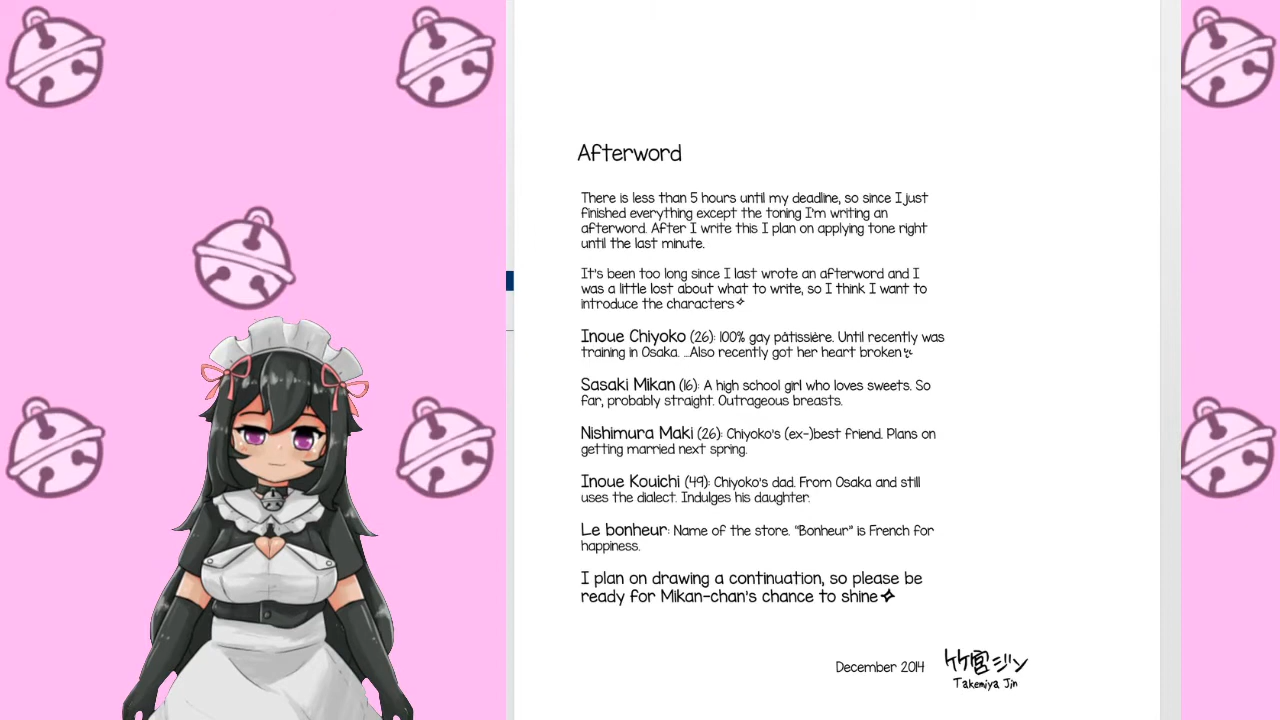 Afterword
There is less than 5 hours until my deadline, so since I just
finished everything except the toning I'm writing an
afterword. After I write this I plan on applying tone right
until the last minute.
It's been too long since I last wrote an afterword and I
was a little lost about what to write, so I think I want to
introduce the characters✧
Inoue Chiyoko (26): 100% gay pâtissière. Until recently was
training in Osaka. ...Also recently got her heart broken
Sasaki Mikan (16): A high school girl who loves sweets. So
far, probably straight. Outrageous breasts.
Nishimura Maki (26): Chiyoko's (ex-)best friend. Plans on
getting married next spring.
Inoue Kouichi (49): Chiyoko's dad. From Osaka and still
uses the dialect. Indulges his daughter.
Le bonheur: Name of the store. "Bonheur" is French for
happiness.
I plan on drawing a continuation, so please be
ready for Mikan-chan's chance to shine✧
December 2014 竹宮ジン
Takemiya Jin